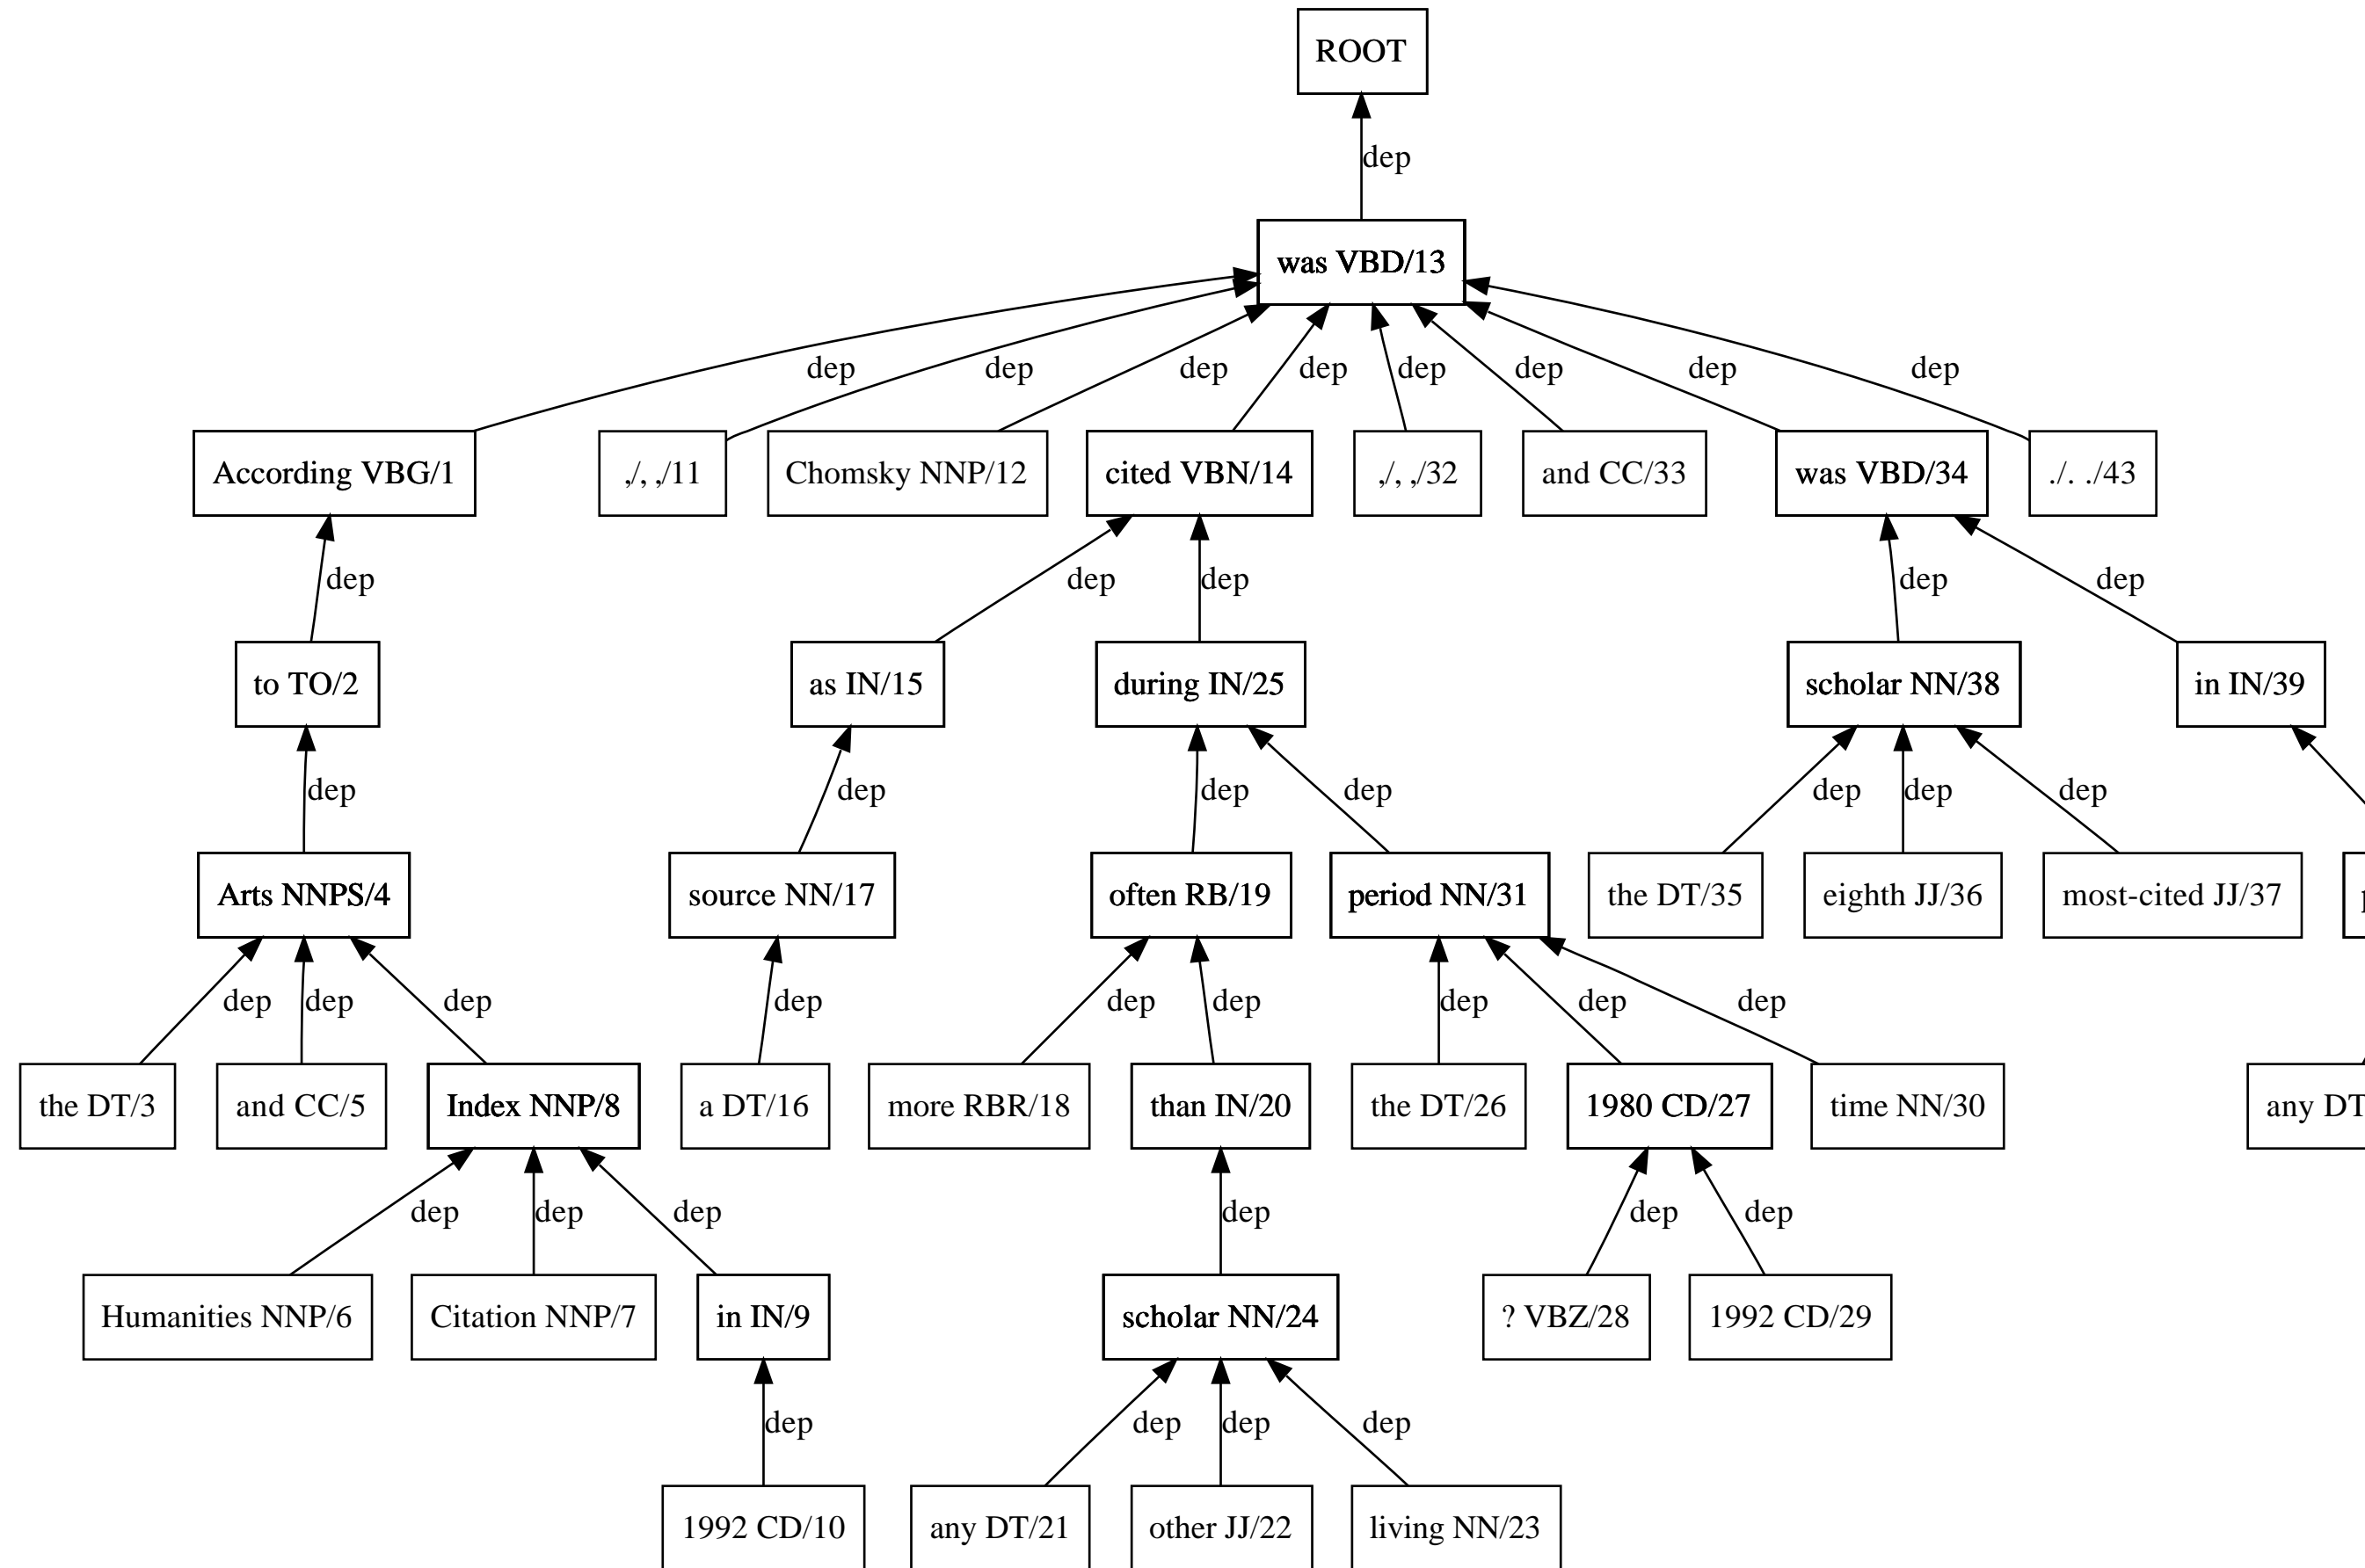 ROOT
dep
was VBD/13
dep dep dep dep dep dep dep dep
According VBG/1 ,/, ,/11 Chomsky NNP/12 cited VBN/14 ,/, ,/32 and CC/33 was VBD/34 ./. ./43
dep dep dep dep dep
to TO/2 as IN/15 during IN/25 scholar NN/38 in IN/39
dep dep dep dep dep dep dep
Arts NNPS/4 source NN/17 often RB/19 period NN/31 the DT/35 eighth JJ/36 most-cited JJ/37
dep dep dep dep dep dep dep dep dep
the DT/3 and CC/5 Index NNP/8 a DT/16 more RBR/18 than IN/20 the DT/26 1980 CD/27 time NN/30 any DT
dep dep dep dep dep dep
Humanities NNP/6 Citation NNP/7 in IN/9 scholar NN/24 ? VBZ/28 1992 CD/29
dep dep dep dep
1992 CD/10 any DT/21 other JJ/22 living NN/23